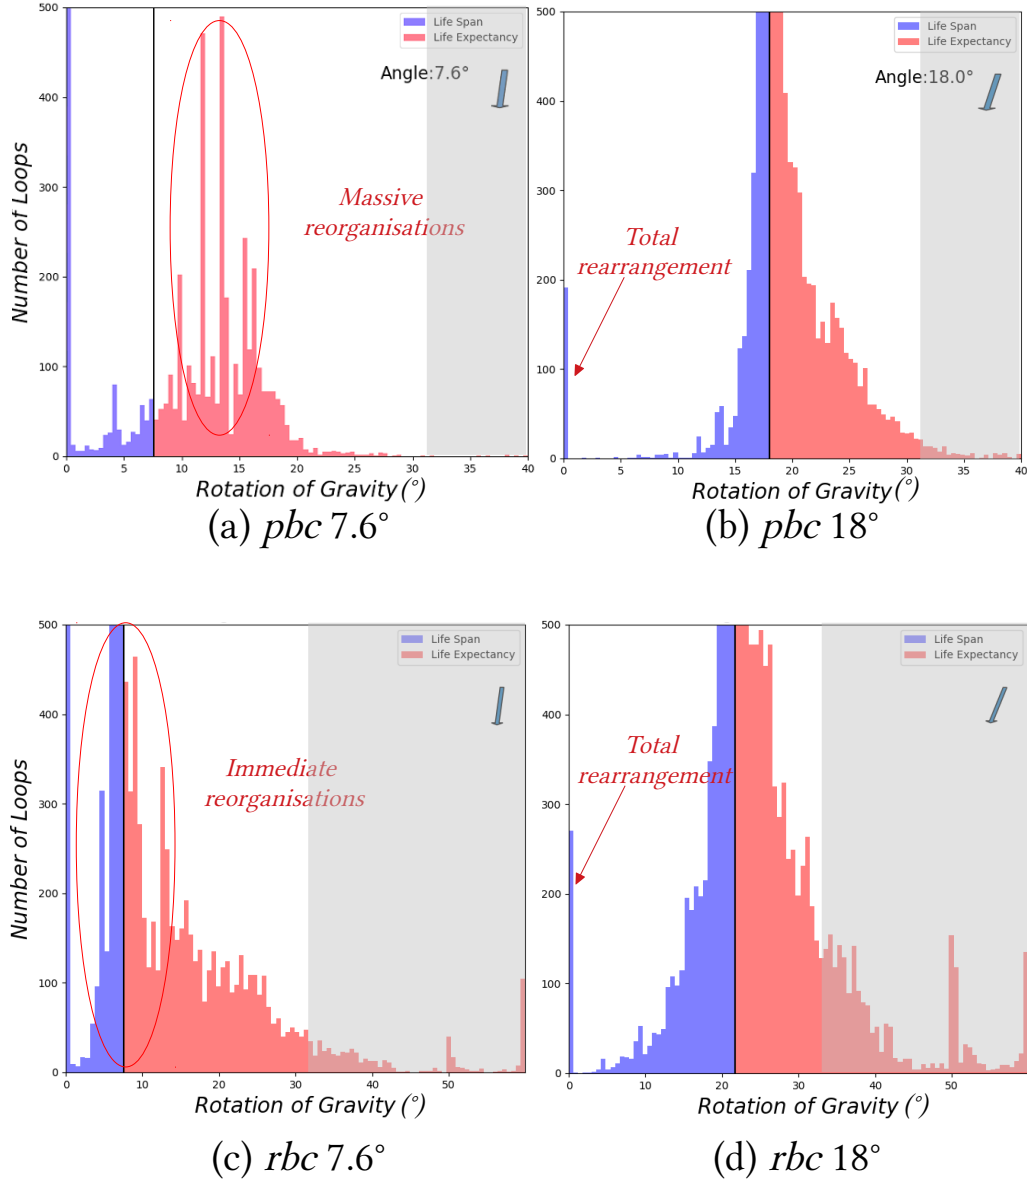 500
400
300
200
100
0
Number of Loops
Life Span
Life Expectancy
Angle:7.6°
Massive
reorganisations
0 5 10 15 20 25 30 35 40
Rotation of Gravity(°)
(a) pbc 7.6°
500
400
300
200
100
0
Life Span
Life Expectancy
Angle:18.0°
Total
rearrangement
0 5 10 15 20 25 30 35 40
Rotation of Gravity(°)
(b) pbc 18°
500
400
300
200
100
0
Number of Loops
Life Span
Life Expectancy
Immediate
reorganisations
0 10 20 30 40 50
Rotation of Gravity(°)
(c) rbc 7.6°
500
400
300
200
100
0
Life Span
Life Expectancy
Total
rearrangement
0 10 20 30 40 50
Rotation of Gravity(°)
(d) rbc 18°